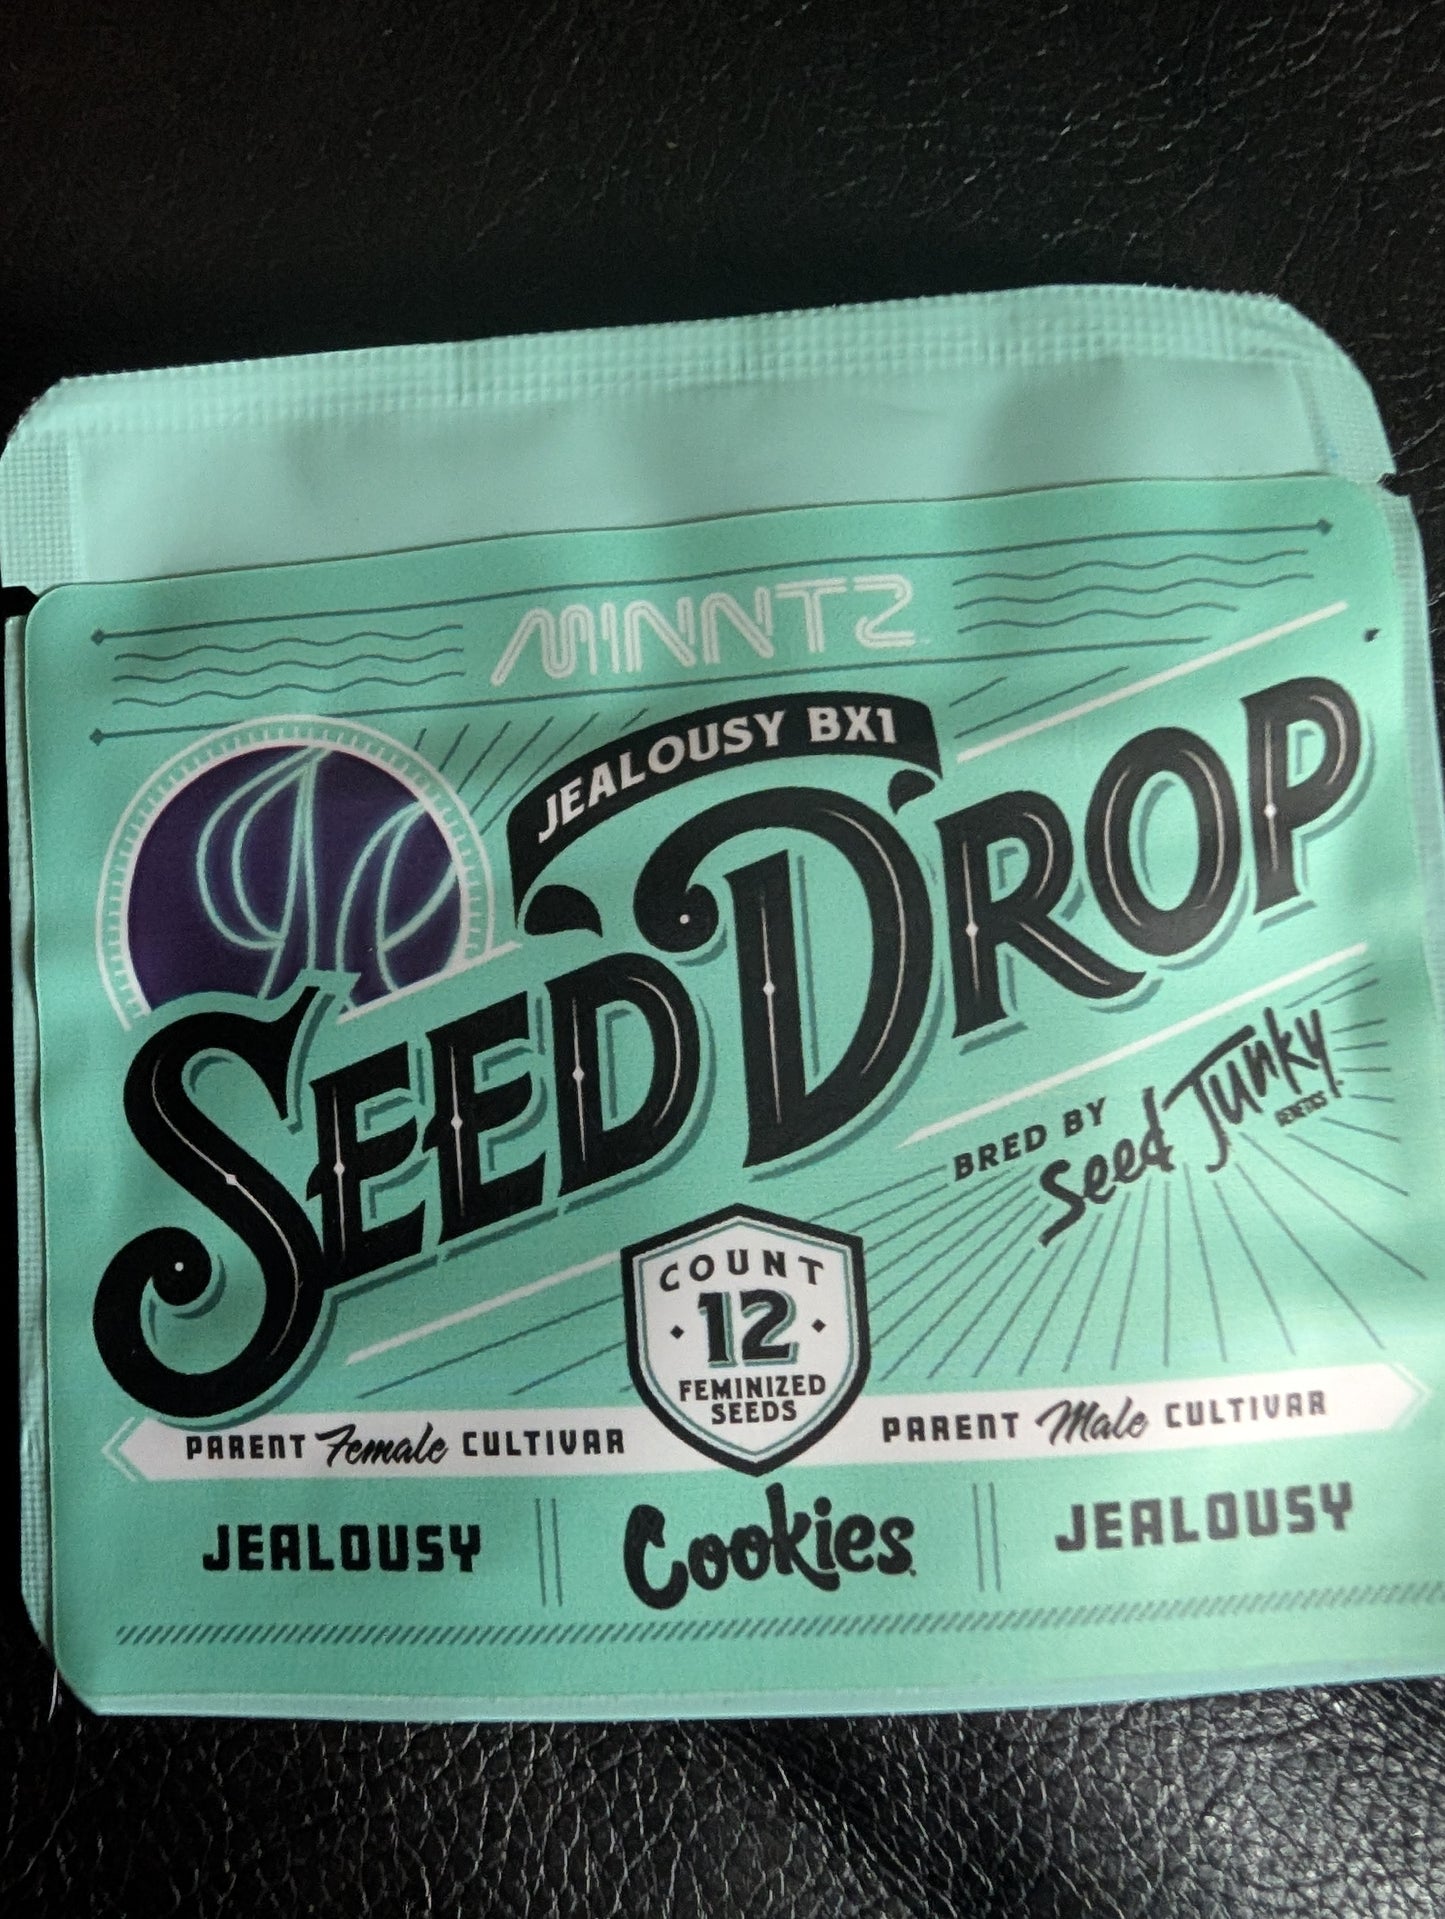 MINNTZ
JEALOUSY BX1
SEED DROP
BRED BY
Seed Junky
GENETICS
COUNT
12
FEMINIZED
SEEDS
PARENT Female CULTIVAR
PARENT Male CULTIVAR
JEALOUSY
Cookies
JEALOUSY